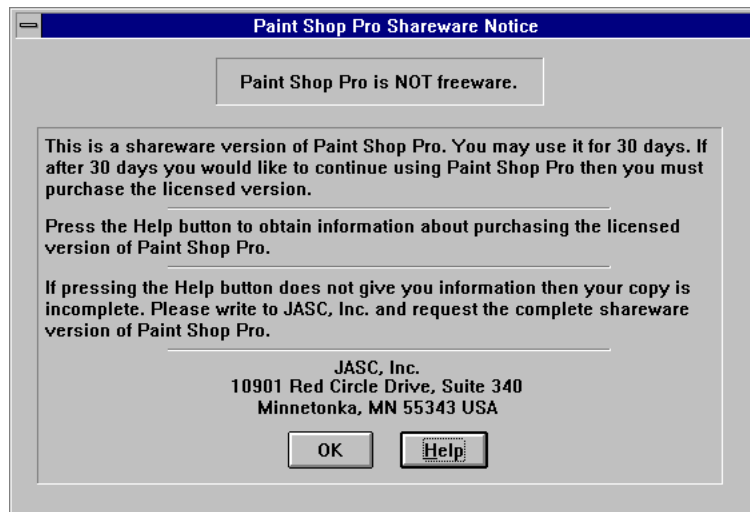 Paint Shop Pro Shareware Notice
Paint Shop Pro is NOT freeware.
This is a shareware version of Paint Shop Pro. You may use it for 30 days. If
after 30 days you would like to continue using Paint Shop Pro then you must
purchase the licensed version.
Press the Help button to obtain information about purchasing the licensed
version of Paint Shop Pro.
If pressing the Help button does not give you information then your copy is
incomplete. Please write to JASC, Inc. and request the complete shareware
version of Paint Shop Pro.
JASC, Inc.
10901 Red Circle Drive, Suite 340
Minnetonka, MN 55343 USA
OK Help